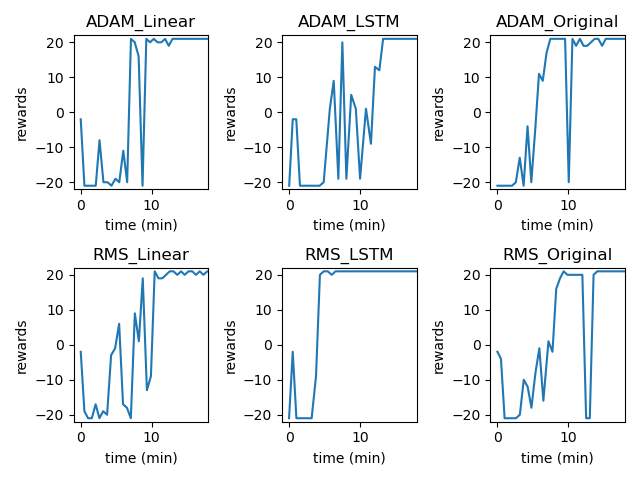 ADAM_Linear
ADAM_LSTM
ADAM_Original
rewards
20
10
0
−10
−20
0
10
time (min)
rewards
20
10
0
−10
−20
0
10
time (min)
rewards
20
10
0
−10
−20
0
10
time (min)
RMS_Linear
RMS_LSTM
RMS_Original
rewards
20
10
0
−10
−20
0
10
time (min)
rewards
20
10
0
−10
−20
0
10
time (min)
rewards
20
10
0
−10
−20
0
10
time (min)